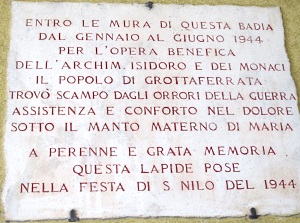 ENTRO LE MURA DI QUESTA BADIA
DAL GENNAIO AL GIUGNO 1944
PER L'OPERA BENEFICA
DELL'ARCHIM. ISIDORO E DEI MONACI
IL POPOLO DI GROTTAFERRATA
TROVÒ SCAMPO DAGLI ORRORI DELLA GUERRA
ASSISTENZA E CONFORTO NEL DOLORE
SOTTO IL MANTO MATERNO DI MARIA
A PERENNE E GRATA MEMORIA
QUESTA LAPIDE POSE
NELLA FESTA DI S NILO DEL 1944